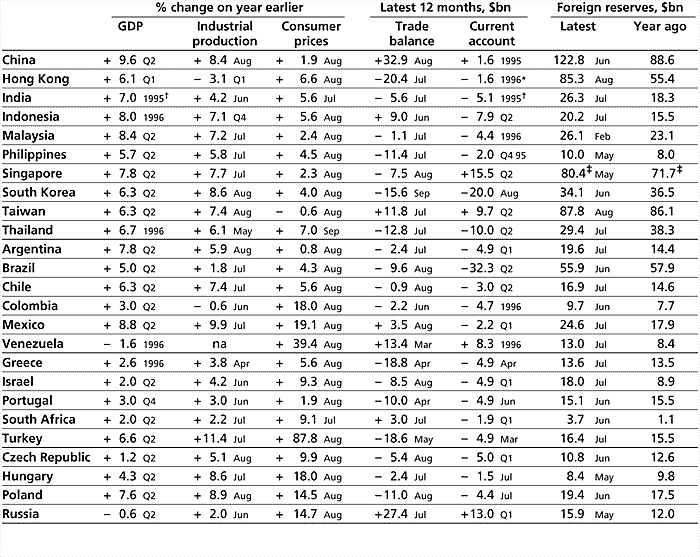 % change on year earlier Latest 12 months, $bn Foreign reserves, $bn
GDP Industrial production Consumer prices Trade balance Current account Latest Year ago
China + 9.6 Q2 + 8.4 Aug + 1.9 Aug +32.9 Aug + 1.6 1995 122.8 Jun 88.6
Hong Kong + 6.1 Q1 − 3.1 Q1 + 6.6 Aug −20.4 Jul − 1.6 1996* 85.3 Aug 55.4
India + 7.0 1995† + 4.2 Jun + 5.6 Jul − 5.6 Jul − 5.1 1995† 26.3 Jul 18.3
Indonesia + 8.0 1996 + 7.1 Q4 + 5.6 Aug + 9.0 Jun − 7.9 Q2 20.2 Jul 15.5
Malaysia + 8.4 Q2 + 7.2 Jul + 2.4 Aug − 1.1 Jul − 4.4 1996 26.1 Feb 23.1
Philippines + 5.7 Q2 + 5.8 Jul + 4.5 Aug −11.4 Jul − 2.0 Q4 95 10.0 May 8.0
Singapore + 7.8 Q2 + 7.7 Jul + 2.3 Aug − 7.5 Aug +15.5 Q2 80.4‡ May 71.7‡
South Korea + 6.3 Q2 + 8.6 Aug + 4.0 Aug −15.6 Sep −20.0 Aug 34.1 Jun 36.5
Taiwan + 6.3 Q2 + 7.4 Aug − 0.6 Aug +11.8 Jul + 9.7 Q2 87.8 Aug 86.1
Thailand + 6.7 1996 + 6.1 May + 7.0 Sep −12.8 Jul −10.0 Q2 29.4 Jul 38.3
Argentina + 7.8 Q2 + 5.9 Aug + 0.8 Aug − 2.4 Jul − 4.9 Q1 19.6 Jul 14.4
Brazil + 5.0 Q2 + 1.8 Jul + 4.3 Aug − 9.6 Aug −32.3 Q2 55.9 Jun 57.9
Chile + 6.3 Q2 + 7.4 Jul + 5.6 Aug − 0.9 Aug − 3.0 Q2 16.9 Jul 14.6
Colombia + 3.0 Q2 − 0.6 Jun + 18.0 Aug − 2.2 Jun − 4.7 1996 9.7 Jun 7.7
Mexico + 8.8 Q2 + 9.9 Jul + 19.1 Aug + 3.5 Aug − 2.2 Q1 24.6 Jul 17.9
Venezuela − 1.6 1996 na + 39.4 Aug +13.4 Mar + 8.3 1996 13.0 Jul 8.4
Greece + 2.6 1996 + 3.8 Apr + 5.6 Aug −18.8 Apr − 4.9 Apr 13.6 Jul 13.5
Israel + 2.0 Q2 + 4.2 Jun + 9.3 Aug − 8.5 Aug − 4.9 Q1 18.0 Jul 8.9
Portugal + 3.0 Q4 + 3.0 Jun + 1.9 Aug −10.0 Apr − 4.9 Jun 15.1 Jun 15.5
South Africa + 2.0 Q2 + 2.2 Jul + 9.1 Jul + 3.0 Jul − 1.9 Q1 3.7 Jun 1.1
Turkey + 6.6 Q2 +11.4 Jul + 87.8 Aug −18.6 May − 4.9 Mar 16.4 Jul 15.5
Czech Republic + 1.2 Q2 + 5.1 Aug + 9.9 Aug − 5.4 Aug − 5.0 Q1 10.8 Jun 12.6
Hungary + 4.3 Q2 + 8.6 Jul + 18.0 Aug − 2.4 Jul − 1.5 Jul 8.4 May 9.8
Poland + 7.6 Q2 + 8.9 Aug + 14.5 Aug −11.0 Aug − 4.4 Jul 19.4 Jun 17.5
Russia − 0.6 Q2 + 2.0 Jun + 14.7 Aug +27.4 Jul +13.0 Q1 15.9 May 12.0